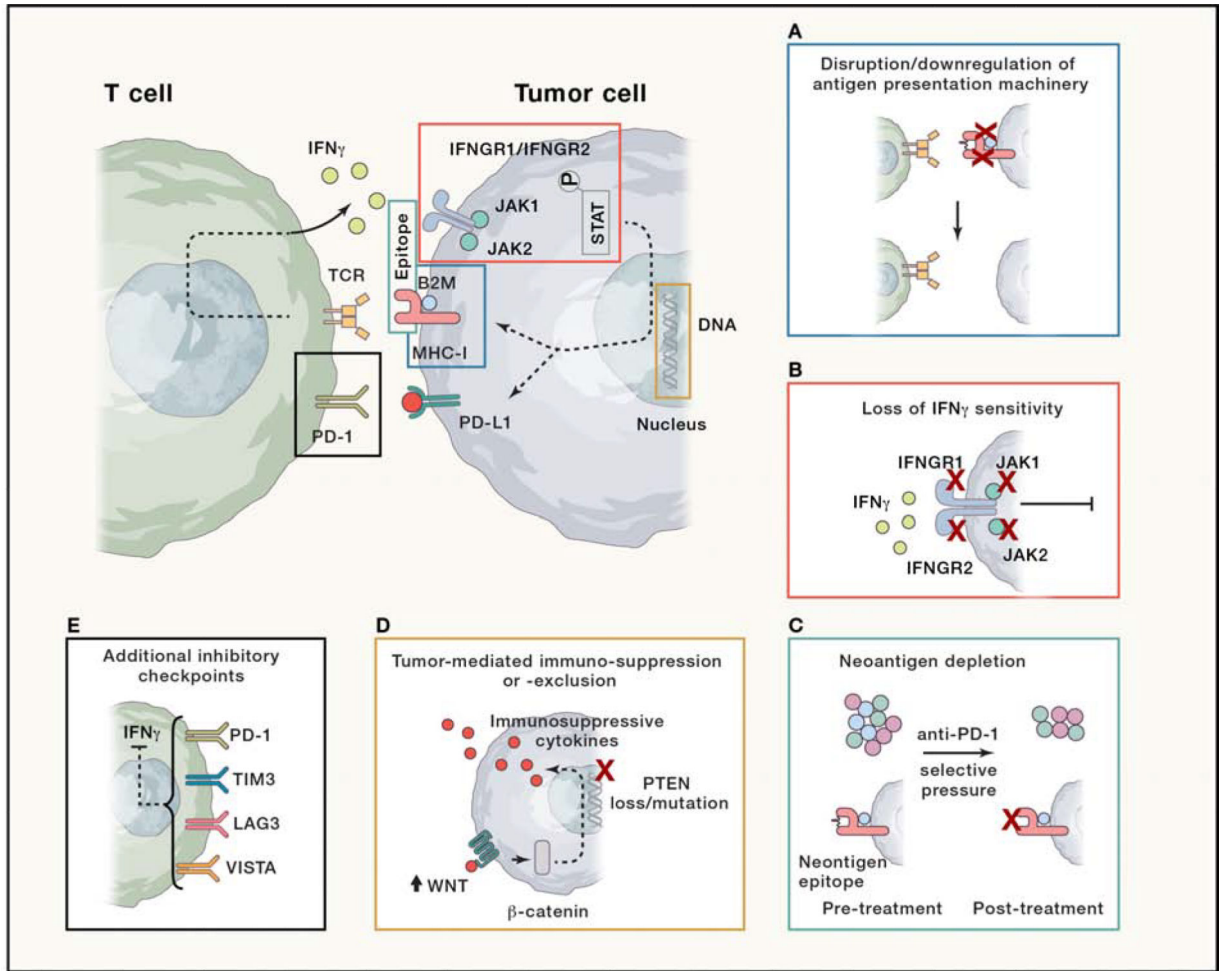 T cell
Tumor cell
IFNγ
IFNGR1/IFNGR2
P
STAT
JAK1
JAK2
Epitope
TCR
B2M
MHC-I
DNA
PD-1
PD-L1
Nucleus
A
Disruption/downregulation of
antigen presentation machinery
B
Loss of IFNγ sensitivity
IFNGR1
JAK1
IFNγ
IFNGR2
JAK2
E
Additional inhibitory
checkpoints
IFNγ
PD-1
TIM3
LAG3
VISTA
D
Tumor-mediated immuno-suppression
or -exclusion
Immunosuppressive
cytokines
PTEN
loss/mutation
WNT
β-catenin
C
Neoantigen depletion
anti-PD-1
selective
pressure
Neontigen
epitope
Pre-treatment
Post-treatment